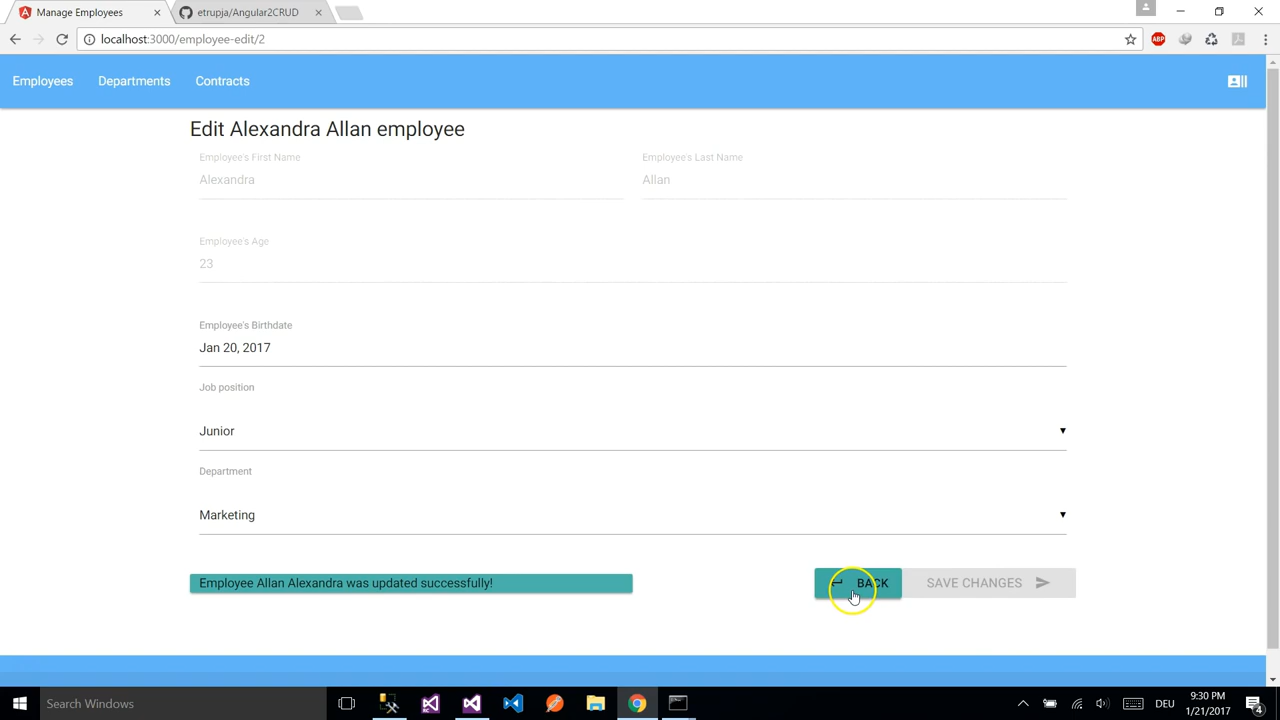 Manage Employees
etrupja/Angular2CRUD
localhost:3000/employee-edit/2
ABP
Employees
Departments
Contracts
Edit Alexandra Allan employee
Employee's First Name
Employee's Last Name
Alexandra
Allan
Employee's Age
23
Employee's Birthdate
Jan 20, 2017
Job position
Junior
Department
Marketing
Employee Allan Alexandra was updated successfully!
BACK
SAVE CHANGES
Search Windows
DEU
9:30 PM
1/21/2017
4